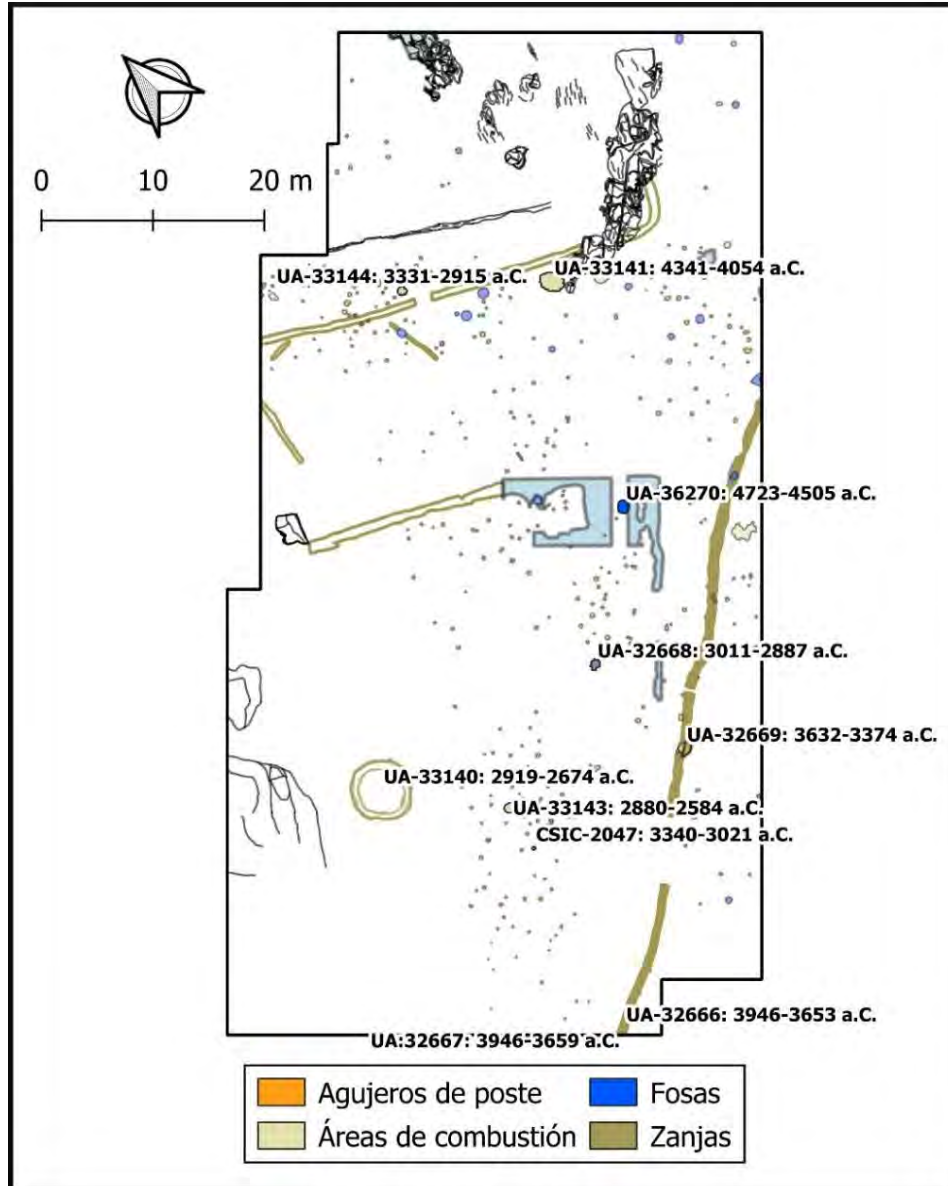 0 10 20 m
UA-33144: 3331-2915 a.C.
UA-33141: 4341-4054 a.C.
UA-36270: 4723-4505 a.C.
UA-32668: 3011-2887 a.C.
UA-32669: 3632-3374 a.C.
UA-33140: 2919-2674 a.C.
UA-33143: 2880-2584 a.C.
CSIC-2047: 3340-3021 a.C.
UA-32666: 3946-3653 a.C.
UA:32667: 3946-3659 a.C.
Agujeros de poste
Fosas
Áreas de combustión
Zanjas